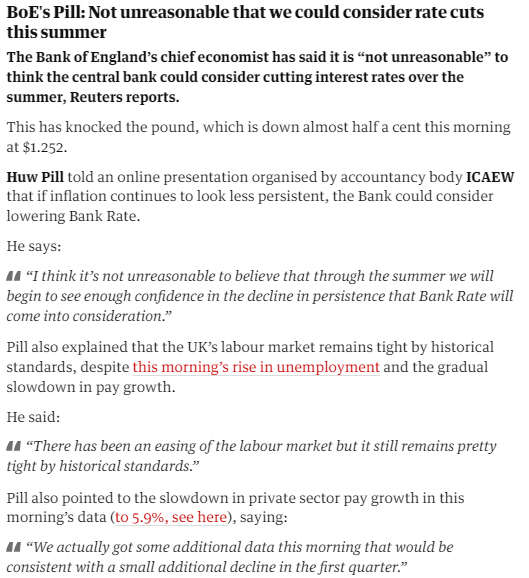 BoE's Pill: Not unreasonable that we could consider rate cuts
this summer
The Bank of England’s chief economist has said it is “not unreasonable” to
think the central bank could consider cutting interest rates over the
summer, Reuters reports.
This has knocked the pound, which is down almost half a cent this morning
at $1.252.
Huw Pill told an online presentation organised by accountancy body ICAEW
that if inflation continues to look less persistent, the Bank could consider
lowering Bank Rate.
He says:
“I think it’s not unreasonable to believe that through the summer we will
begin to see enough confidence in the decline in persistence that Bank Rate will
come into consideration.”
Pill also explained that the UK’s labour market remains tight by historical
standards, despite this morning’s rise in unemployment and the gradual
slowdown in pay growth.
He said:
“There has been an easing of the labour market but it still remains pretty
tight by historical standards.”
Pill also pointed to the slowdown in private sector pay growth in this
morning’s data (to 5.9%, see here), saying:
“We actually got some additional data this morning that would be
consistent with a small additional decline in the first quarter.”